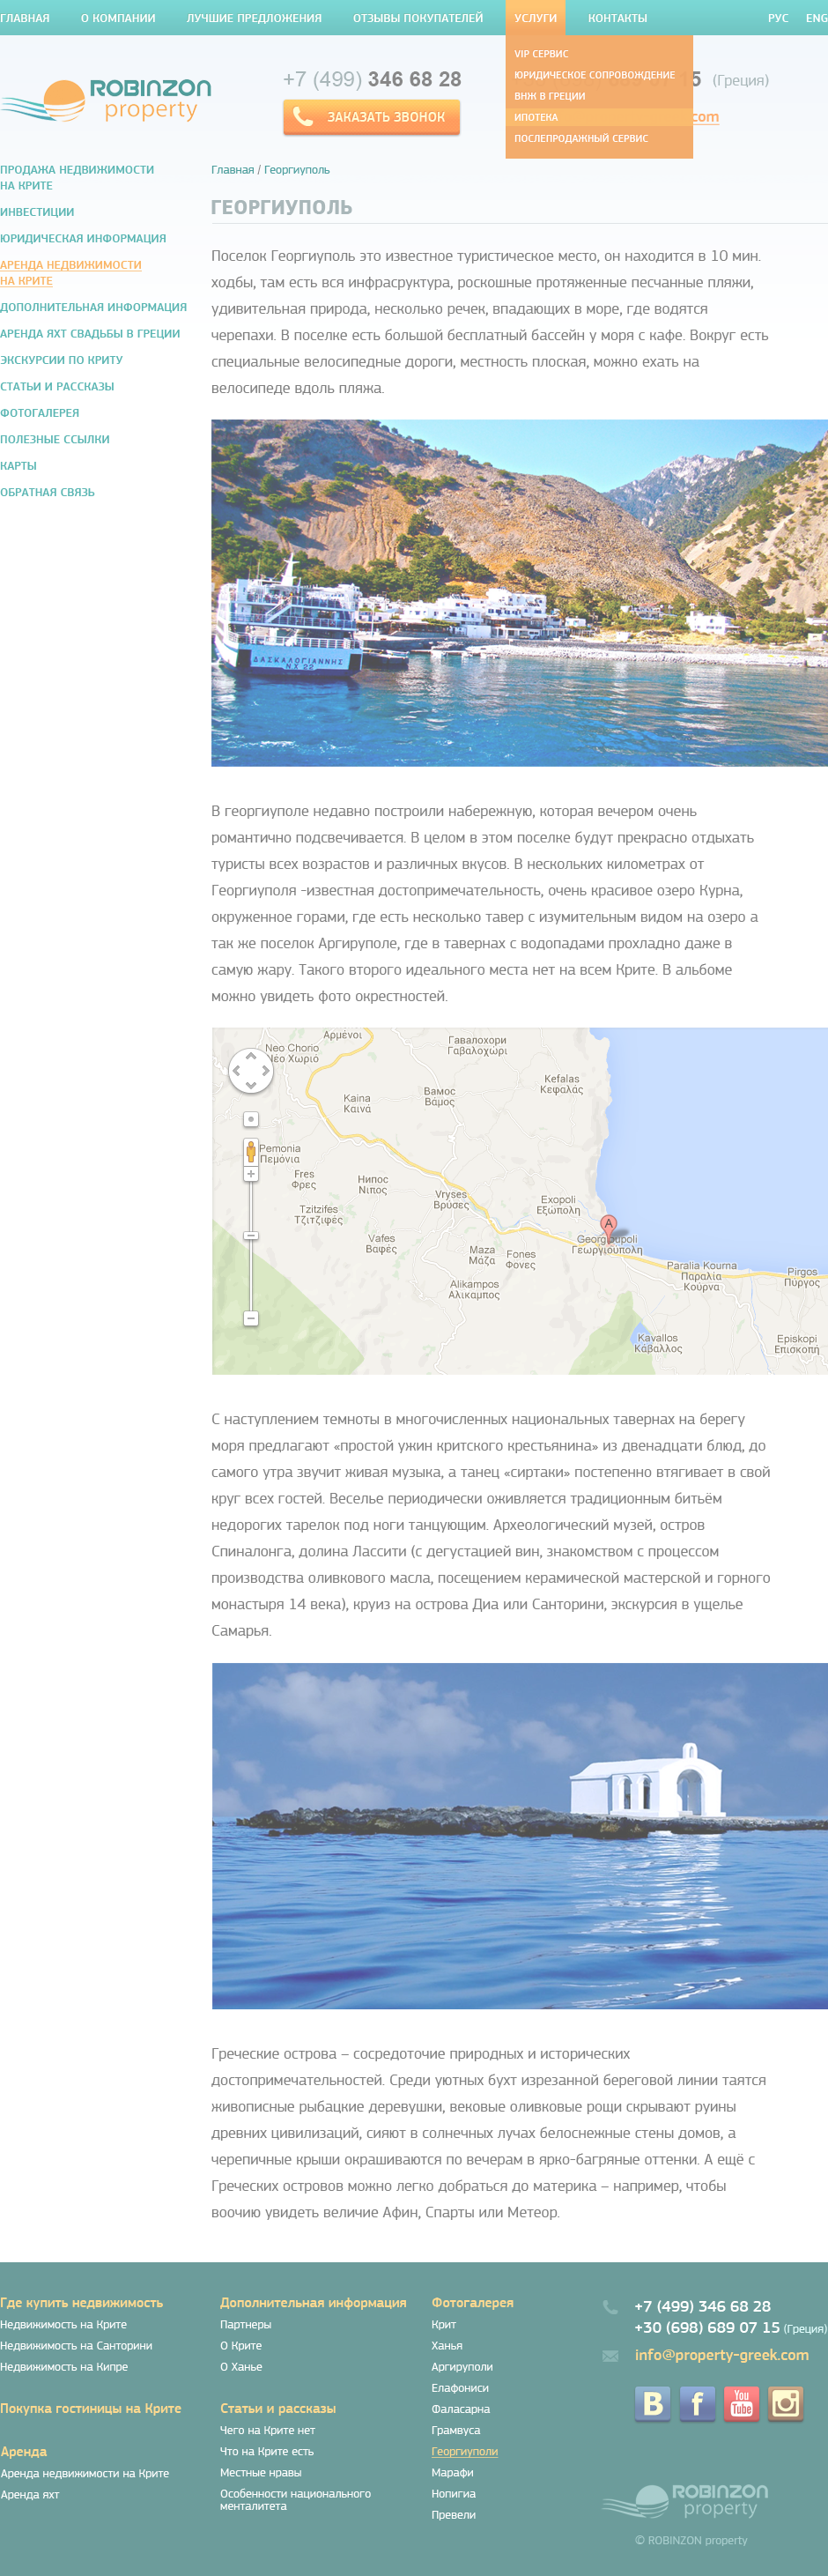 ГЛАВНАЯ О КОМПАНИИ ЛУЧШИЕ ПРЕДЛОЖЕНИЯ ОТЗЫВЫ ПОКУПАТЕЛЕЙ УСЛУГИ КОНТАКТЫ РУС ENG
VIP СЕРВИС
ЮРИДИЧЕСКОЕ СОПРОВОЖДЕНИЕ
ВНЖ В ГРЕЦИИ
ИПОТЕКА
ПОСЛЕПРОДАЖНЫЙ СЕРВИС
ROBINZON
property
+7 (499) 346 68 28
ЗАКАЗАТЬ ЗВОНОК
15 (Греция)
.com
ПРОДАЖА НЕДВИЖИМОСТИ
НА КРИТЕ
ИНВЕСТИЦИИ
ЮРИДИЧЕСКАЯ ИНФОРМАЦИЯ
АРЕНДА НЕДВИЖИМОСТИ
НА КРИТЕ
ДОПОЛНИТЕЛЬНАЯ ИНФОРМАЦИЯ
АРЕНДА ЯХТ СВАДЬБЫ В ГРЕЦИИ
ЭКСКУРСИИ ПО КРИТУ
СТАТЬИ И РАССКАЗЫ
ФОТОГАЛЕРЕЯ
ПОЛЕЗНЫЕ ССЫЛКИ
КАРТЫ
ОБРАТНАЯ СВЯЗЬ
Главная / Георгиуполь
ГЕОРГИУПОЛЬ
Поселок Георгиуполь это известное туристическое место, он находится в 10 мин.
ходьбы, там есть вся инфрасруктура, роскошные протяженные песчанные пляжи,
удивительная природа, несколько речек, впадающих в море, где водятся
черепахи. В поселке есть большой бесплатный бассейн у моря с кафе. Вокруг есть
специальные велосипедные дороги, местность плоская, можно ехать на
велосипеде вдоль пляжа.
ΔΑΣΚΑΛΟΓΙΑΝΝΗΣ
Ν.Χ 22
В георгиуполе недавно построили набережную, которая вечером очень
романтично подсвечивается. В целом в этом поселке будут прекрасно отдыхать
туристы всех возрастов и различных вкусов. В нескольких километрах от
Георгиуполя -известная достопримечательность, очень красивое озеро Курна,
окруженное горами, где есть несколько тавер с изумительным видом на озеро а
так же поселок Аргируполе, где в тавернах с водопадами прохладно даже в
самую жару. Такого второго идеального места нет на всем Крите. В альбоме
можно увидеть фото окрестностей.
Αρμένοι
Neo Chorio
Νέο Χωριό
Гавалохори
Γαβαλοχώρι
Kefalas
Κεφαλάς
Kaina
Καινά
Вамос
Βάμος
Pemonia
Πεμόνια
Fres
Φρες
Нипос
Νίπος
Vryses
Βρύσες
Exopoli
Εξώπολη
Tzitzifes
Τζιτζιφές
Vafes
Βαφές
Maza
Μάζα
Fones
Φονές
A
Georgioupoli
Γεωργιούπολη
Alikampos
Αλίκαμπος
Paralia Kourna
Παραλία
Κουρνά
Pirgos
Πύργος
Kavallos
Κάβαλλος
Episkopi
Επισκοπή
С наступлением темноты в многочисленных национальных тавернах на берегу
моря предлагают «простой ужин критского крестьянина» из двенадцати блюд, до
самого утра звучит живая музыка, а танец «сиртаки» постепенно втягивает в свой
круг всех гостей. Веселье периодически оживляется традиционным битьём
недорогих тарелок под ноги танцующим. Археологический музей, остров
Спиналонга, долина Лассити (с дегустацией вин, знакомством с процессом
производства оливкового масла, посещением керамической мастерской и горного
монастыря 14 века), круиз на острова Диа или Санторини, экскурсия в ущелье
Самарья.
Греческие острова – сосредоточие природных и исторических
достопримечательностей. Среди уютных бухт изрезанной береговой линии таятся
живописные рыбацкие деревушки, вековые оливковые рощи скрывают руины
древних цивилизаций, сияют в солнечных лучах белоснежные стены домов, а
черепичные крыши окрашиваются по вечерам в ярко-багряные оттенки. А ещё с
Греческих островов можно легко добраться до материка – например, чтобы
воочию увидеть величие Афин, Спарты или Метеор.
Где купить недвижимость
Недвижимость на Крите
Недвижимость на Санторини
Недвижимость на Кипре
Покупка гостиницы на Крите
Аренда
Аренда недвижимости на Крите
Аренда яхт
Дополнительная информация
Партнеры
О Крите
О Ханье
Статьи и рассказы
Чего на Крите нет
Что на Крите есть
Местные нравы
Особенности национального
менталитета
Фотогалерея
Крит
Ханья
Аргируполи
Елафониси
Фаласарна
Грамвуса
Георгиуполи
Марафи
Нопигиа
Превели
+7 (499) 346 68 28
+30 (698) 689 07 15 (Греция)
info@property-greek.com
B f You Tube
ROBINZON
property
© ROBINZON property